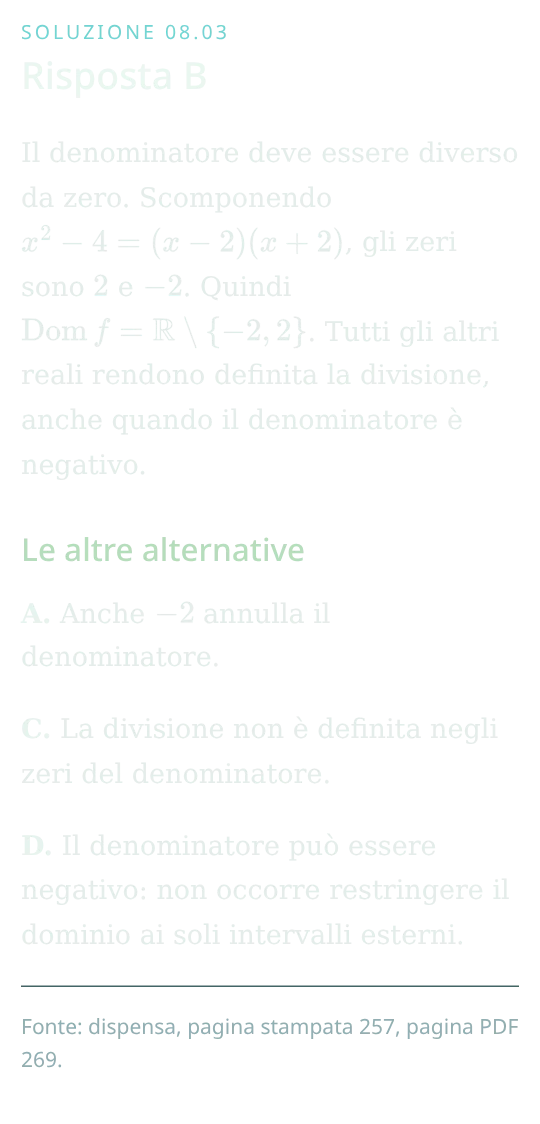 SOLUZIONE 08.03
Risposta B
Il denominatore deve essere diverso
da zero. Scomponendo
x² − 4 = (x − 2)(x + 2), gli zeri
sono 2 e −2. Quindi
Dom f = ℝ \ {−2, 2}. Tutti gli altri
reali rendono definita la divisione,
anche quando il denominatore è
negativo.
Le altre alternative
A. Anche −2 annulla il
denominatore.
C. La divisione non è definita negli
zeri del denominatore.
D. Il denominatore può essere
negativo: non occorre restringere il
dominio ai soli intervalli esterni.
Fonte: dispensa, pagina stampata 257, pagina PDF
269.